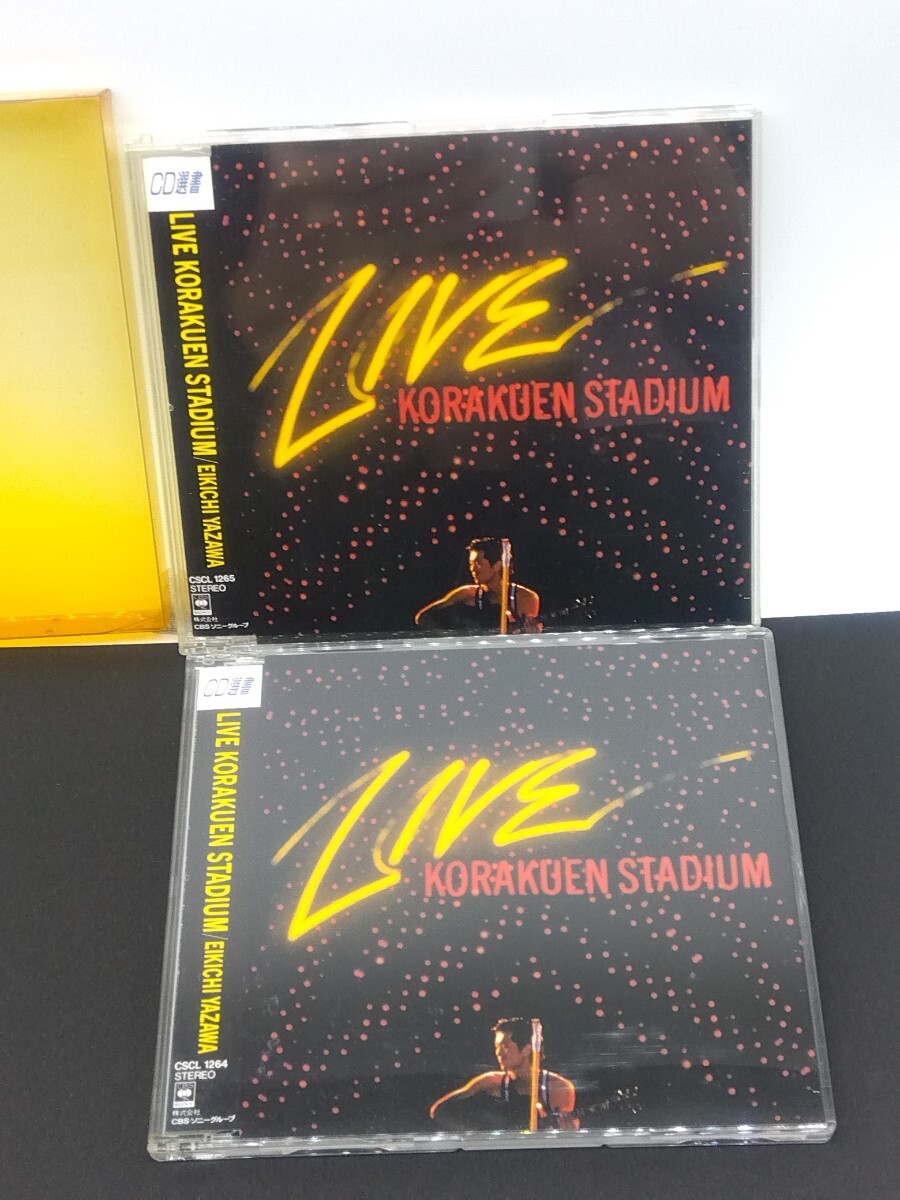 CD選書
LIVE KORAKUEN STADIUM/EIKICHI YAZAWA
CSCL 1265
STEREO
株式会社
CBSソニーグループ
LIVE
KORAKUEN STADIUM
CD選書
LIVE KORAKUEN STADIUM/EIKICHI YAZAWA
CSCL 1264
STEREO
株式会社
CBSソニーグループ
LIVE
KORAKUEN STADIUM